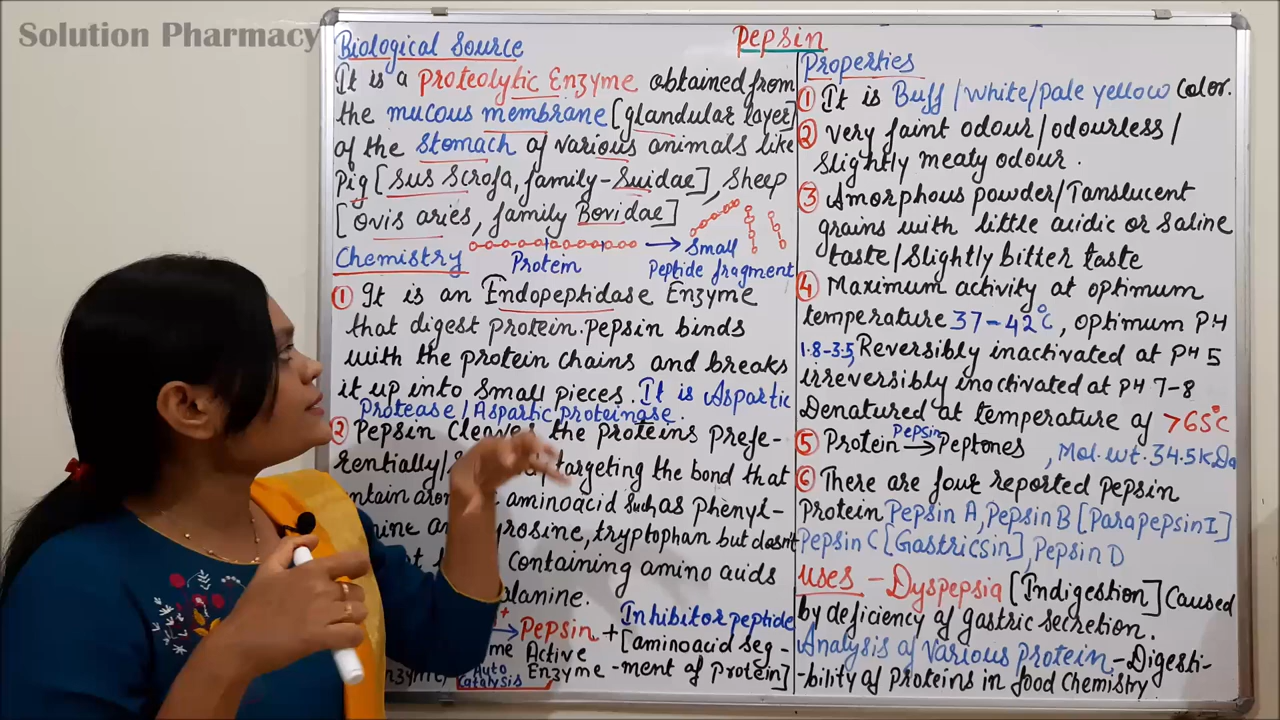 Solution Pharmacy
Pepsin
Biological Source
It is a proteolytic Enzyme obtained from
the mucous membrane [glandular layer]
of the stomach of various animals like
Pig [Sus Scrofa, family-Suidae], Sheep
[Ovis aries, family Bovidae]
Protein → Small
Peptide fragment
Chemistry
① It is an Endopeptidase Enzyme
that digest protein. pepsin binds
with the protein chains and breaks
it up into small pieces. It is Aspartic
Protease/Aspartic proteinase.
② Pepsin cleaves the proteins prefe-
rentially/ targeting the bond that
aminoacid such as phenyl-
tyrosine, tryptophan but doesn't
containing amino acids
Pepsin + Inhibitor peptide
Active [aminoacid seg-
Enzyme -ment of protein]
Auto
Catalysis
Properties
① It is Buff/white/pale yellow color.
② very faint odour/odourless/
slightly meaty odour.
③ Amorphous powder/Tanslucent
grains with little acidic or saline
taste/Slightly bitter taste
④ Maximum activity at optimum
temperature 37-42°C, optimum PH
1.8-3.5, Reversibly inactivated at PH 5
irreversibly inactivated at PH 7-8
Denatured at temperature of >65°C
⑤ Protein Pepsin→ Peptones, Mol. wt. 34.5 kDa
⑥ There are four reported pepsin
protein Pepsin A, Pepsin B [Parapepsin I]
Pepsin C [Gastricsin], Pepsin D
uses - Dyspepsia [Indigestion] Caused
by deficiency of gastric secretion.
Analysis of various protein - Digesti-
-bility of proteins in food chemistry